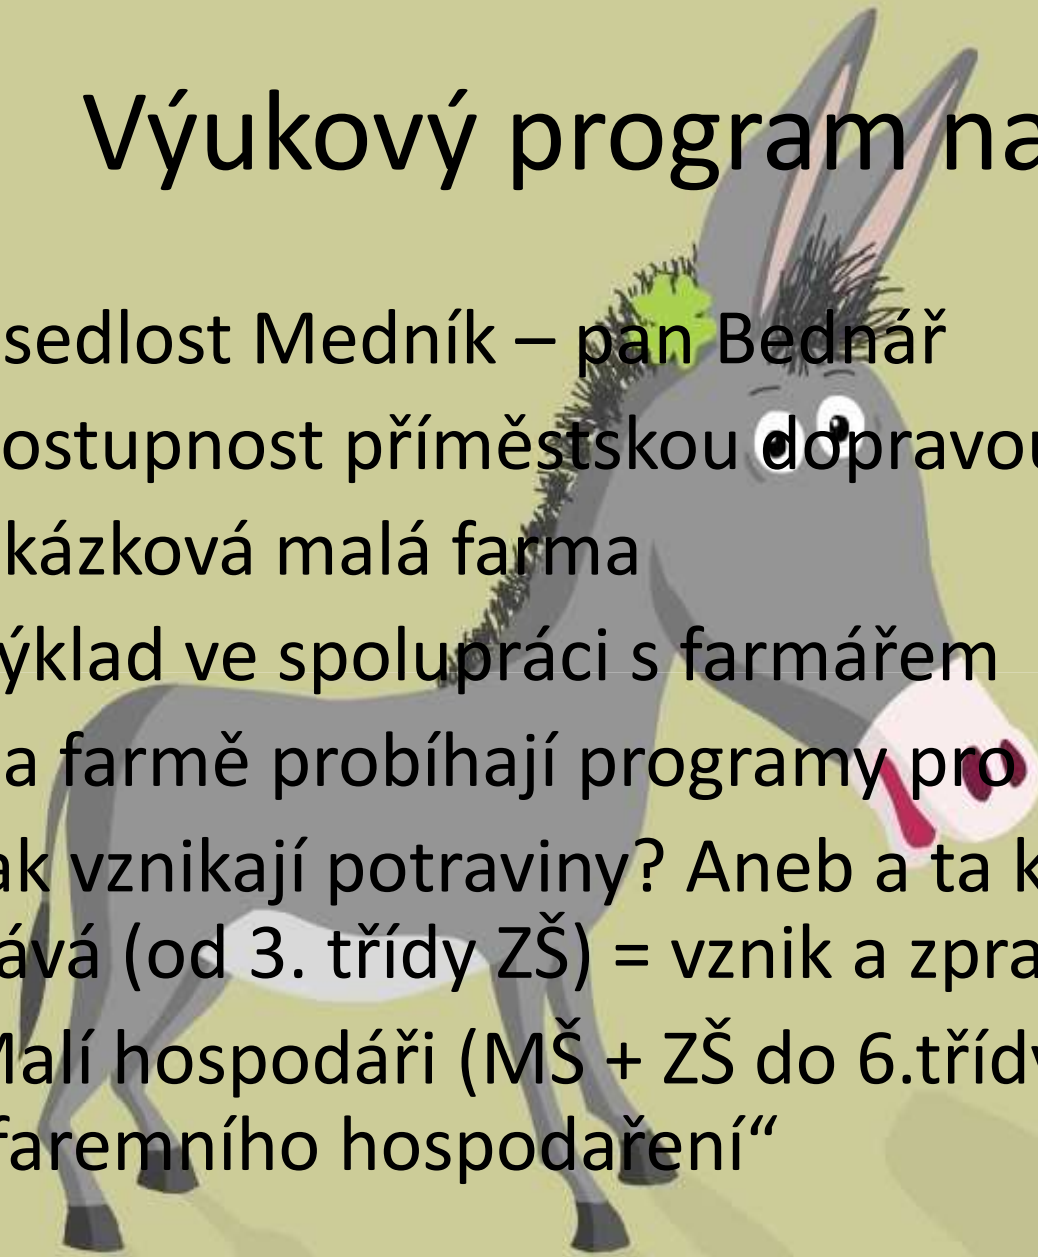 Výukový program na
sedlost Medník – pan Bednář
ostupnost příměstskou dopravou
kázková malá farma
ýklad ve spolupráci s farmářem
a farmě probíhají programy pro
ak vznikají potraviny? Aneb a ta k
ává (od 3. třídy ZŠ) = vznik a zpra
Malí hospodáři (MŠ + ZŠ do 6.třídy
faremního hospodaření“